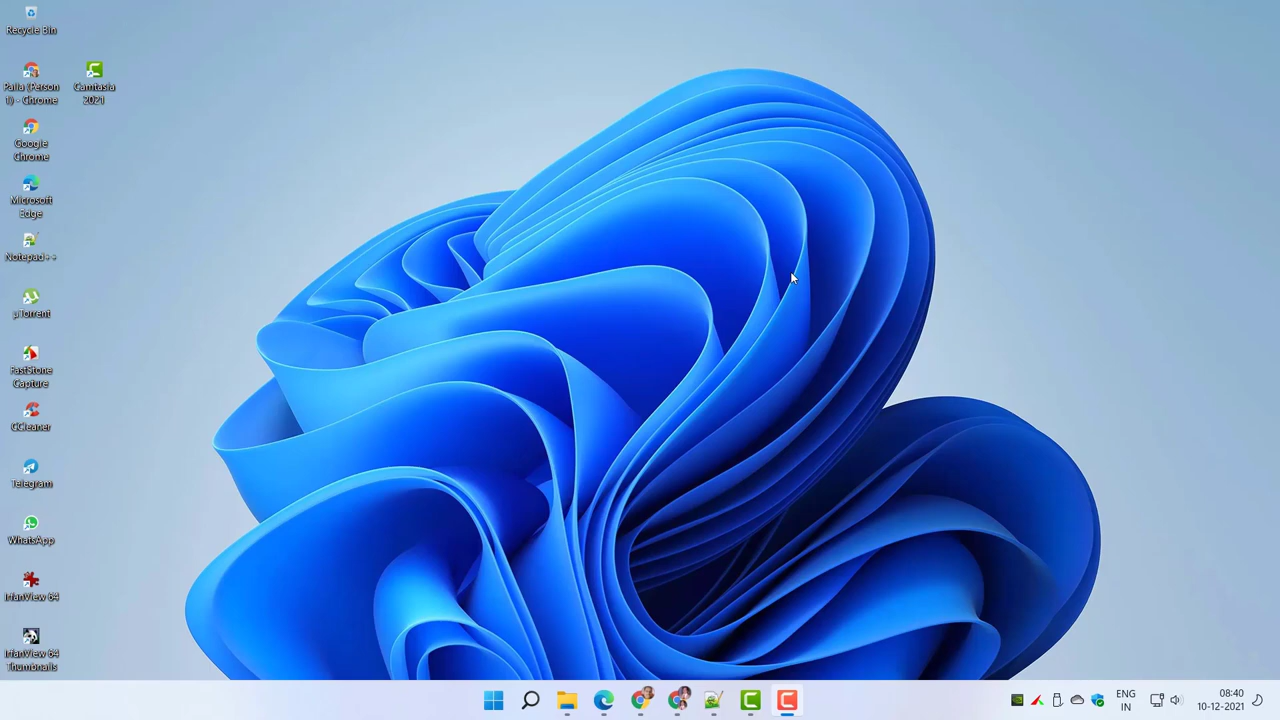 Recycle Bin
Palla (Person
1) - Chrome
Camtasia
2021
Google
Chrome
Microsoft
Edge
Notepad++
µTorrent
FastStone
Capture
CCleaner
Telegram
WhatsApp
IrfanView 64
IrfanView 64
Thumbnails
ENG
IN
08:40
10-12-2021